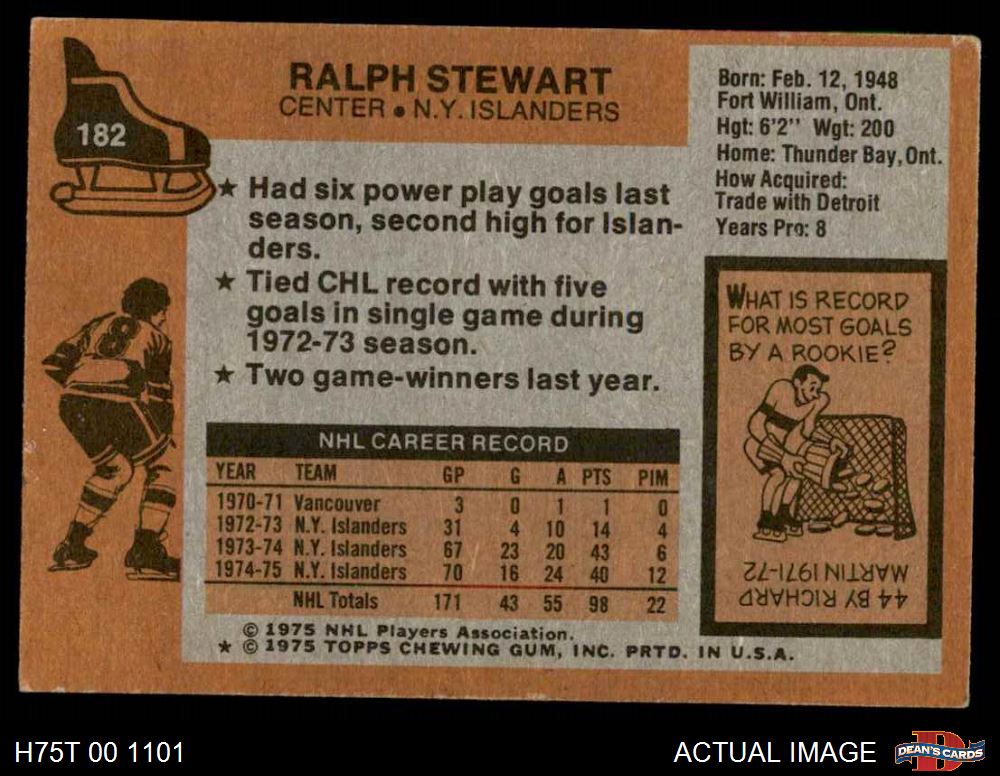 182
RALPH STEWART
CENTER • N.Y. ISLANDERS
★ Had six power play goals last
season, second high for Islan-
ders.
★ Tied CHL record with five
goals in single game during
1972-73 season.
★ Two game-winners last year.
NHL CAREER RECORD
YEAR TEAM GP G A PTS PIM
1970-71 Vancouver 3 0 1 1 0
1972-73 N.Y. Islanders 31 4 10 14 4
1973-74 N.Y. Islanders 67 23 20 43 6
1974-75 N.Y. Islanders 70 16 24 40 12
NHL Totals 171 43 55 98 22
© 1975 NHL Players Association.
★ © 1975 TOPPS CHEWING GUM, INC. PRTD. IN U.S.A.
Born: Feb. 12, 1948
Fort William, Ont.
Hgt: 6'2'' Wgt: 200
Home: Thunder Bay, Ont.
How Acquired:
Trade with Detroit
Years Pro: 8
WHAT IS RECORD
FOR MOST GOALS
BY A ROOKIE?
44 BY RICHARD
MARTIN 1971-72
8
H75T 00 1101
ACTUAL IMAGE
D
DEAN'S CARDS